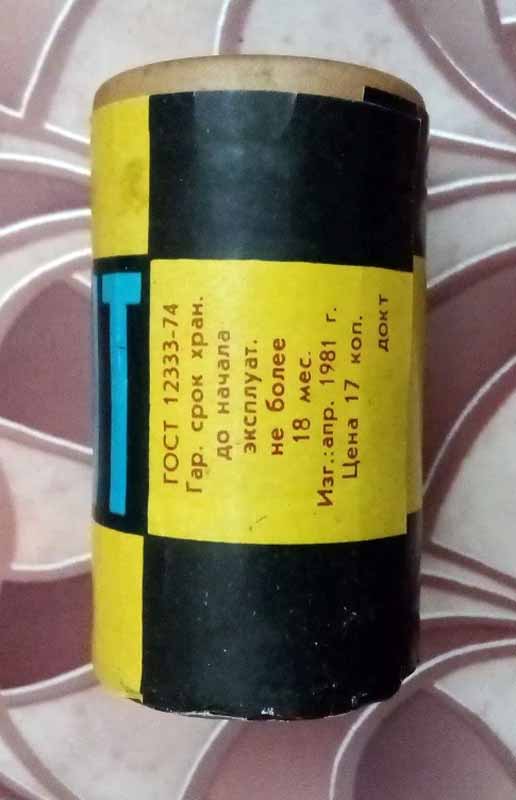 Т
ГОСТ 12333-74
Гар. срок хран.
до начала
эксплуат.
не более
18 мес.
Изг.:апр. 1981 г.
Цена 17 коп.
докт